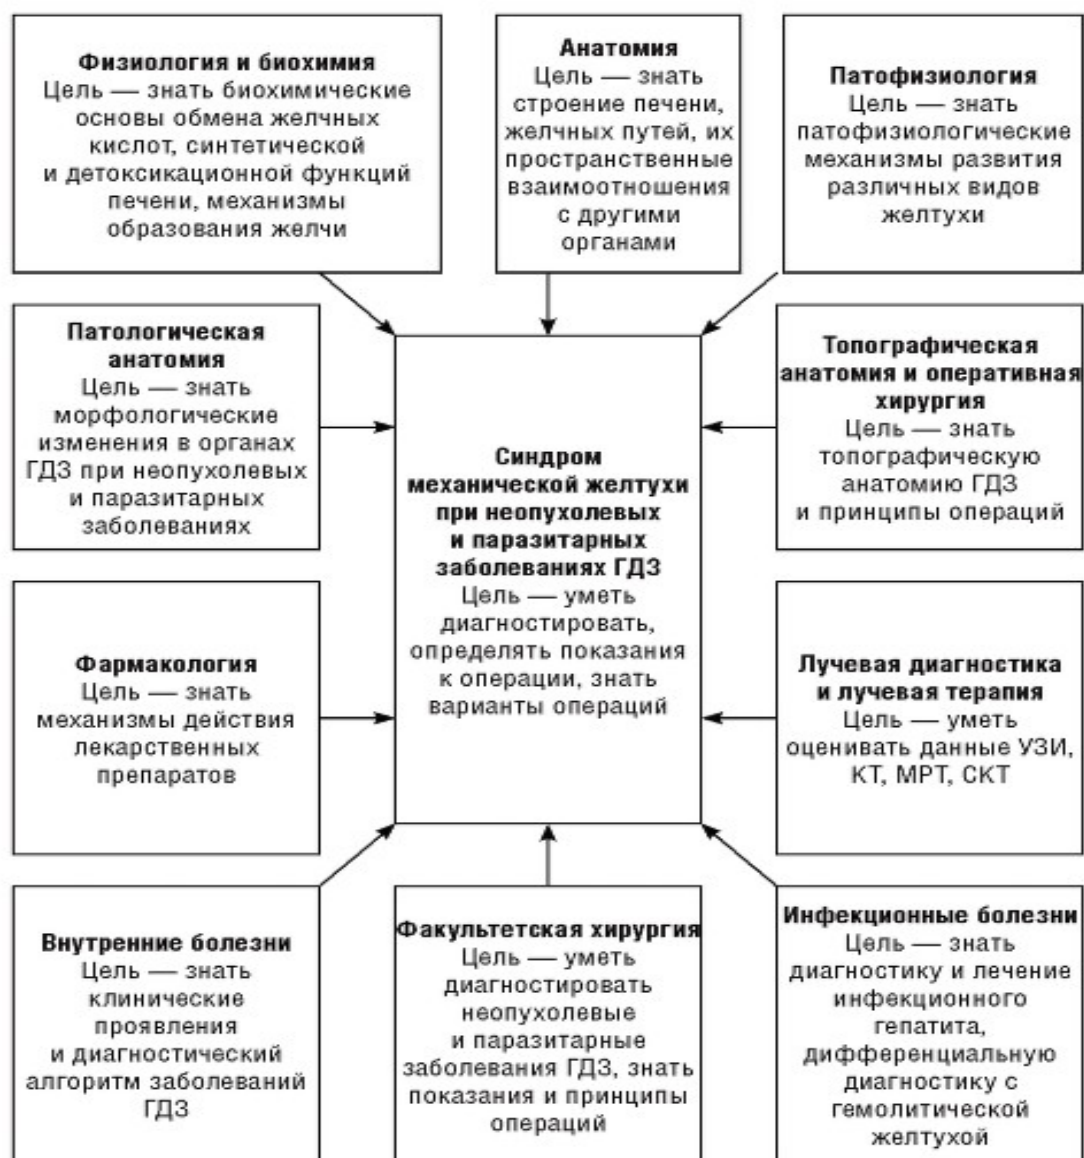 Физиология и биохимия
Цель — знать биохимические
основы обмена желчных
кислот, синтетической
и детоксикационной функций
печени, механизмы
образования желчи
Анатомия
Цель — знать
строение печени,
желчных путей, их
пространственные
взаимоотношения
с другими
органами
Патофизиология
Цель — знать
патофизиологические
механизмы развития
различных видов
желтухи
Патологическая
анатомия
Цель — знать
морфологические
изменения в органах
ГДЗ при неопухолевых
и паразитарных
заболеваниях
Синдром
механической желтухи
при неопухолевых
и паразитарных
заболеваниях ГДЗ
Цель — уметь
диагностировать,
определять показания
к операции, знать
варианты операций
Топографическая
анатомия и оперативная
хирургия
Цель — знать
топографическую
анатомию ГДЗ
и принципы операций
Фармакология
Цель — знать
механизмы действия
лекарственных
препаратов
Лучевая диагностика
и лучевая терапия
Цель — уметь
оценивать данные УЗИ,
КТ, МРТ, СКТ
Внутренние болезни
Цель — знать
клинические
проявления
и диагностический
алгоритм заболеваний
ГДЗ
Факультетская хирургия
Цель — уметь
диагностировать
неопухолевые
и паразитарные
заболевания ГДЗ, знать
показания и принципы
операций
Инфекционные болезни
Цель — знать
диагностику и лечение
инфекционного
гепатита,
дифференциальную
диагностику с
гемолитической
желтухой